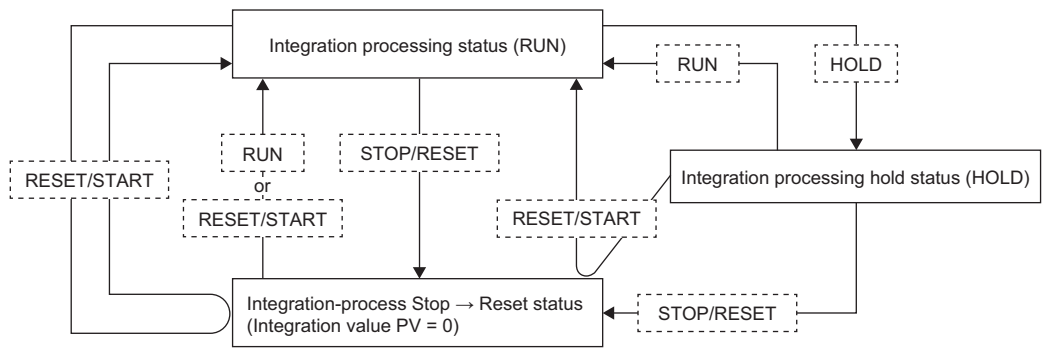 Integration processing status (RUN)
RUN
HOLD
RUN
STOP/RESET
RESET/START
or
Integration processing hold status (HOLD)
RESET/START
RESET/START
Integration-process Stop → Reset status
(Integration value PV = 0)
STOP/RESET